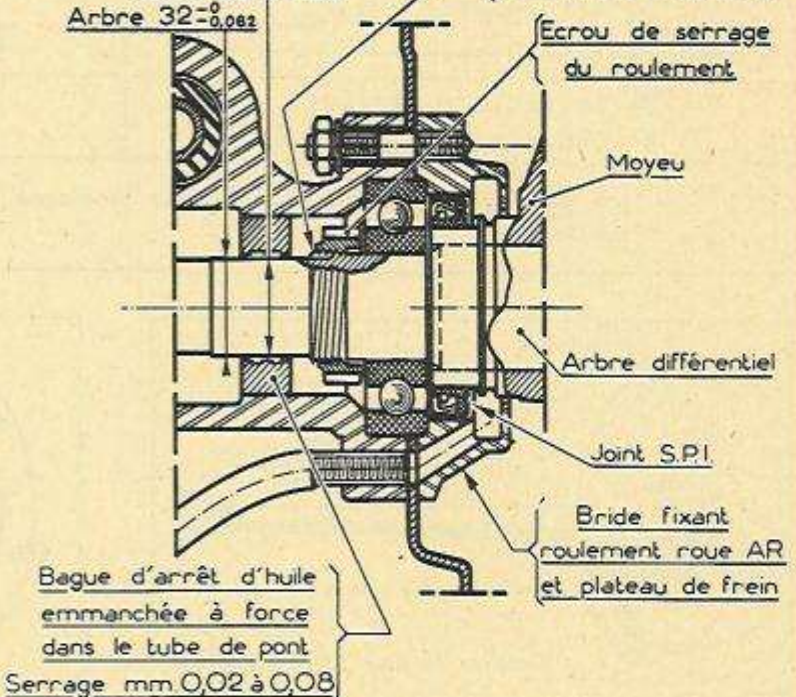 Arbre 32 -0 0,062
Ecrou de serrage
du roulement
Moyeu
Arbre différentiel
Joint S.P.I.
Bride fixant
roulement roue AR
et plateau de frein
Bague d'arrêt d'huile
emmanchée à force
dans le tube de pont
Serrage mm 0,02 à 0,08